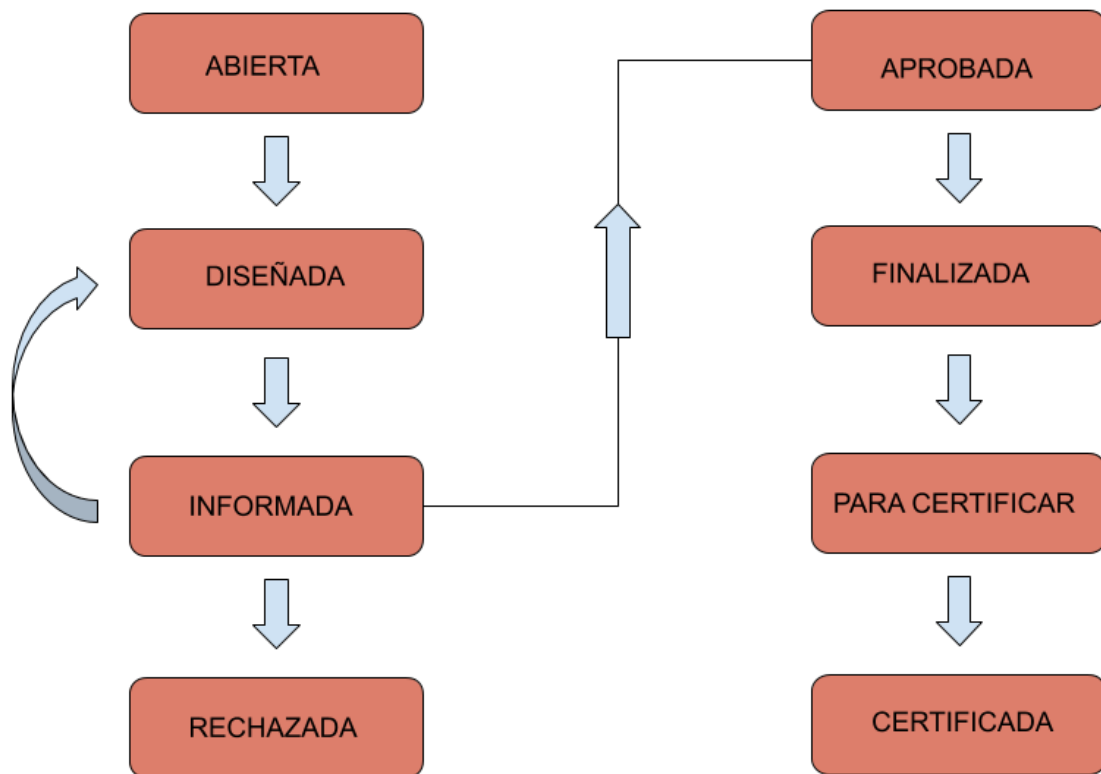 ABIERTA
DISEÑADA
INFORMADA
RECHAZADA
APROBADA
FINALIZADA
PARA CERTIFICAR
CERTIFICADA